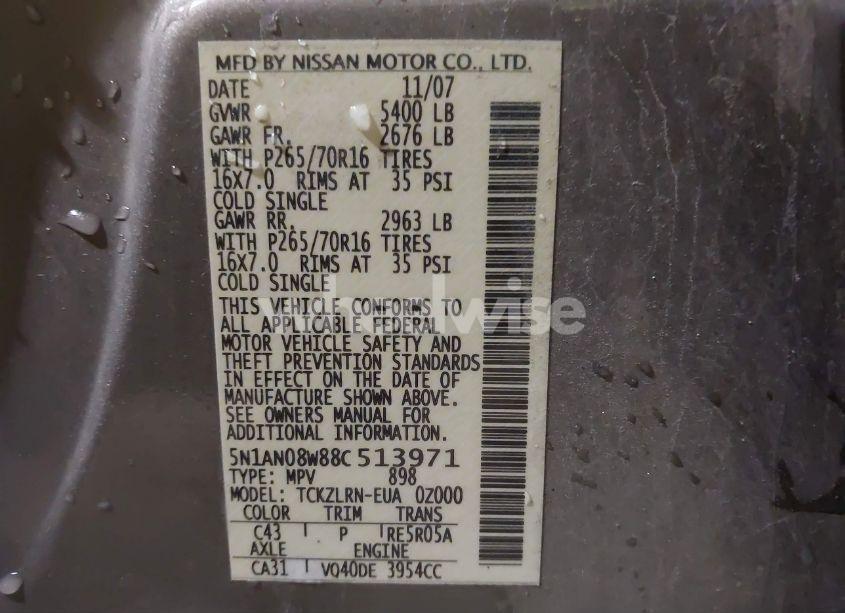 MFD BY NISSAN MOTOR CO., LTD.
DATE 11/07
GVWR 5400 LB
GAWR FR. 2676 LB
WITH P265/70R16 TIRES
16X7.0 RIMS AT 35 PSI
COLD SINGLE
GAWR RR. 2963 LB
WITH P265/70R16 TIRES
16X7.0 RIMS AT 35 PSI
COLD SINGLE
THIS VEHICLE CONFORMS TO
ALL APPLICABLE FEDERAL
MOTOR VEHICLE SAFETY AND
THEFT PREVENTION STANDARDS
IN EFFECT ON THE DATE OF
MANUFACTURE SHOWN ABOVE.
SEE OWNERS MANUAL FOR
ADDITIONAL INFORMATION.
5N1AN08W88C513971
TYPE: MPV 898
MODEL: TCKZLRN-EUA 0Z000
COLOR TRIM TRANS
C43 P RE5R05A
AXLE ENGINE
CA31 VQ40DE 3954CC